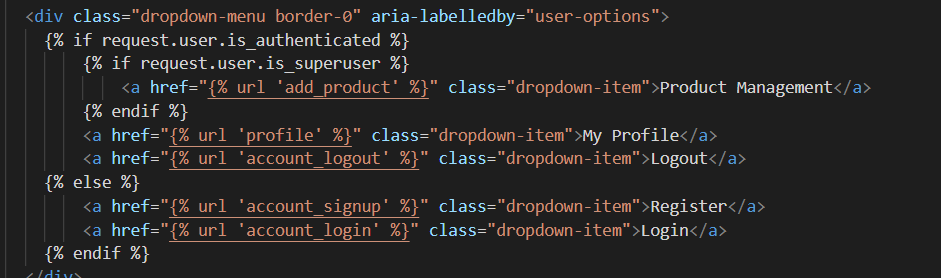 <div class="dropdown-menu border-0" aria-labelledby="user-options">
{% if request.user.is_authenticated %}
{% if request.user.is_superuser %}
<a href="{% url 'add_product' %}" class="dropdown-item">Product Management</a>
{% endif %}
<a href="{% url 'profile' %}" class="dropdown-item">My Profile</a>
<a href="{% url 'account_logout' %}" class="dropdown-item">Logout</a>
{% else %}
<a href="{% url 'account_signup' %}" class="dropdown-item">Register</a>
<a href="{% url 'account_login' %}" class="dropdown-item">Login</a>
{% endif %}
</div>